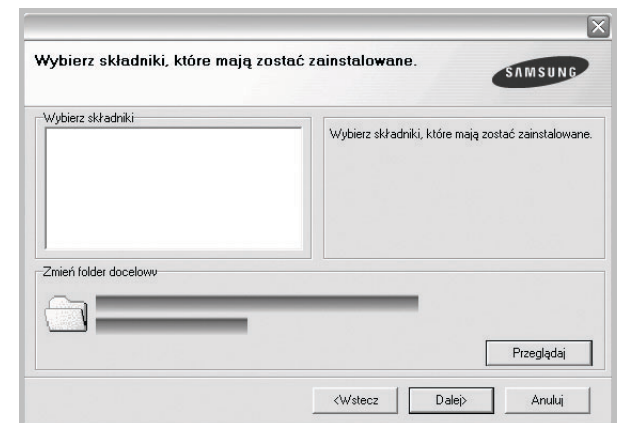 Wybierz składniki, które mają zostać zainstalowane.
SAMSUNG
Wybierz składniki
Wybierz składniki, które mają zostać zainstalowane.
Zmień folder docelowy
Przeglądaj
<Wstecz
Dalej>
Anuluj